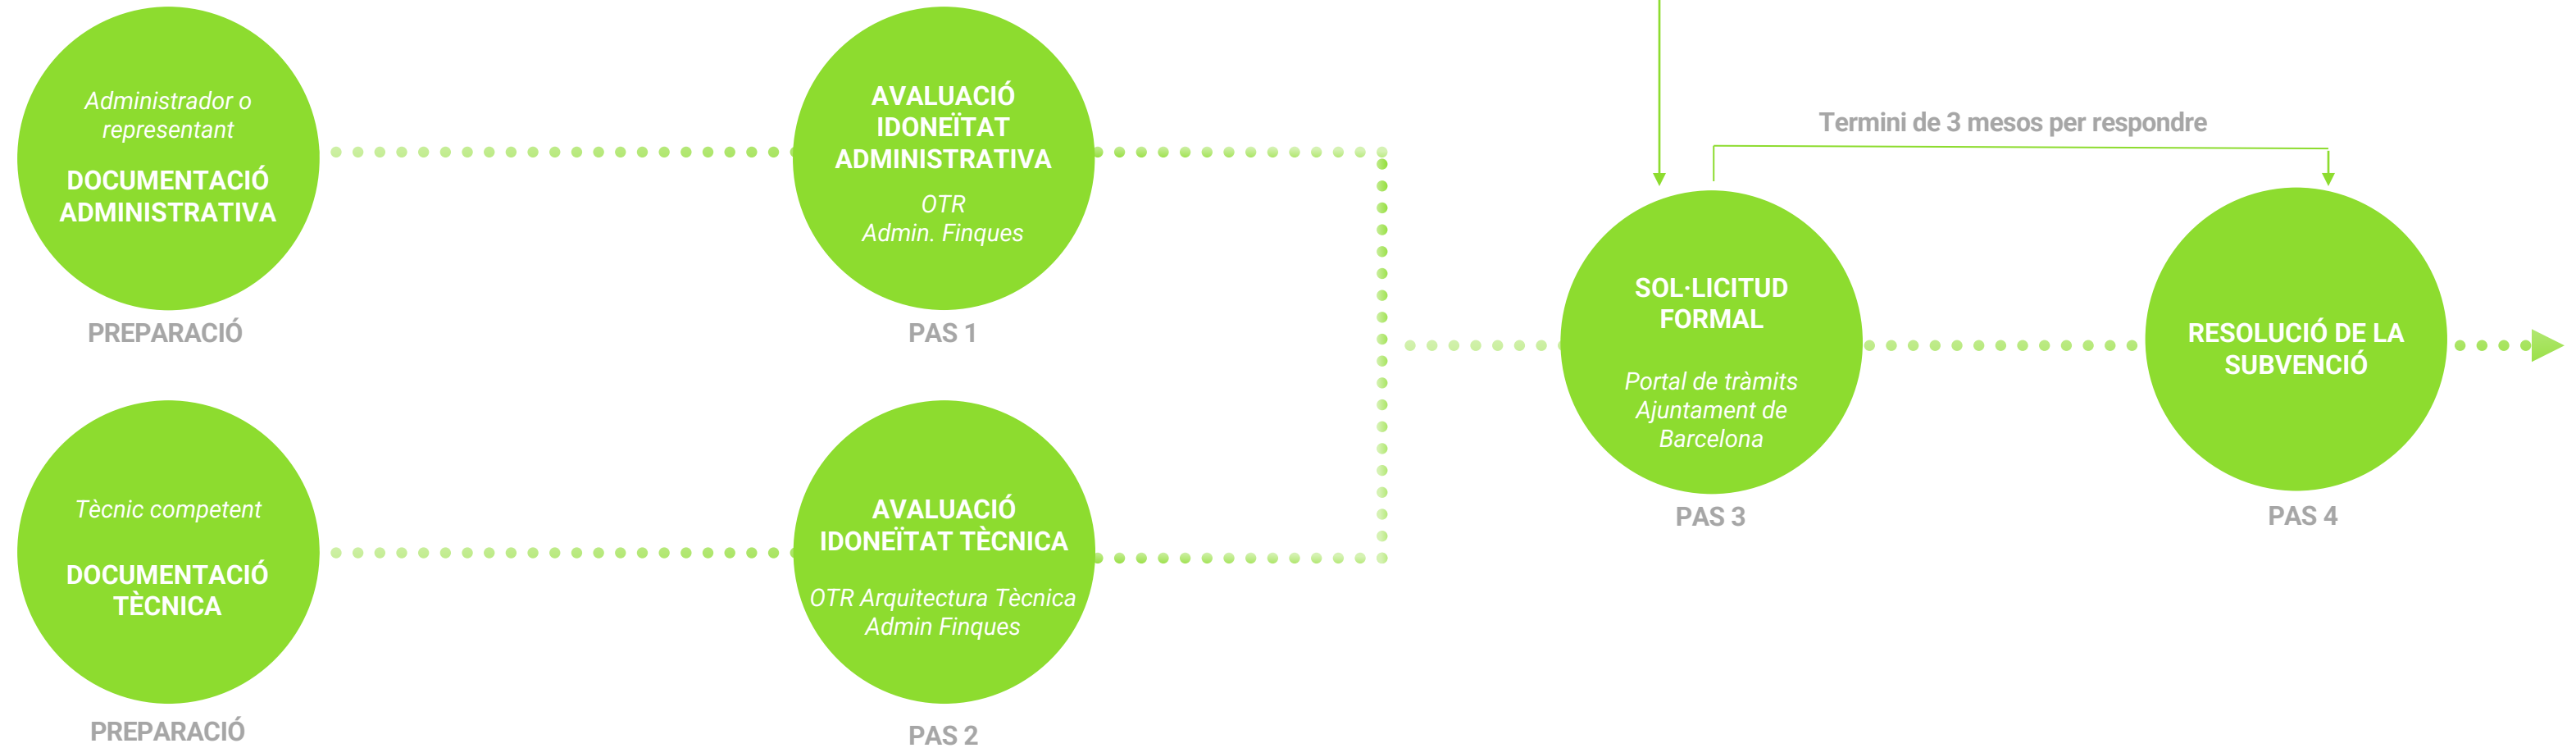 Administrador o
representant
DOCUMENTACIÓ
ADMINISTRATIVA
PREPARACIÓ
AVALUACIÓ
IDONEÏTAT
ADMINISTRATIVA
OTR
Admin. Finques
PAS 1
Tècnic competent
DOCUMENTACIÓ
TÈCNICA
PREPARACIÓ
AVALUACIÓ
IDONEÏTAT TÈCNICA
OTR Arquitectura Tècnica
Admin Finques
PAS 2
Termini de 3 mesos per respondre
SOL·LICITUD
FORMAL
Portal de tràmits
Ajuntament de
Barcelona
PAS 3
RESOLUCIÓ DE LA
SUBVENCIÓ
PAS 4